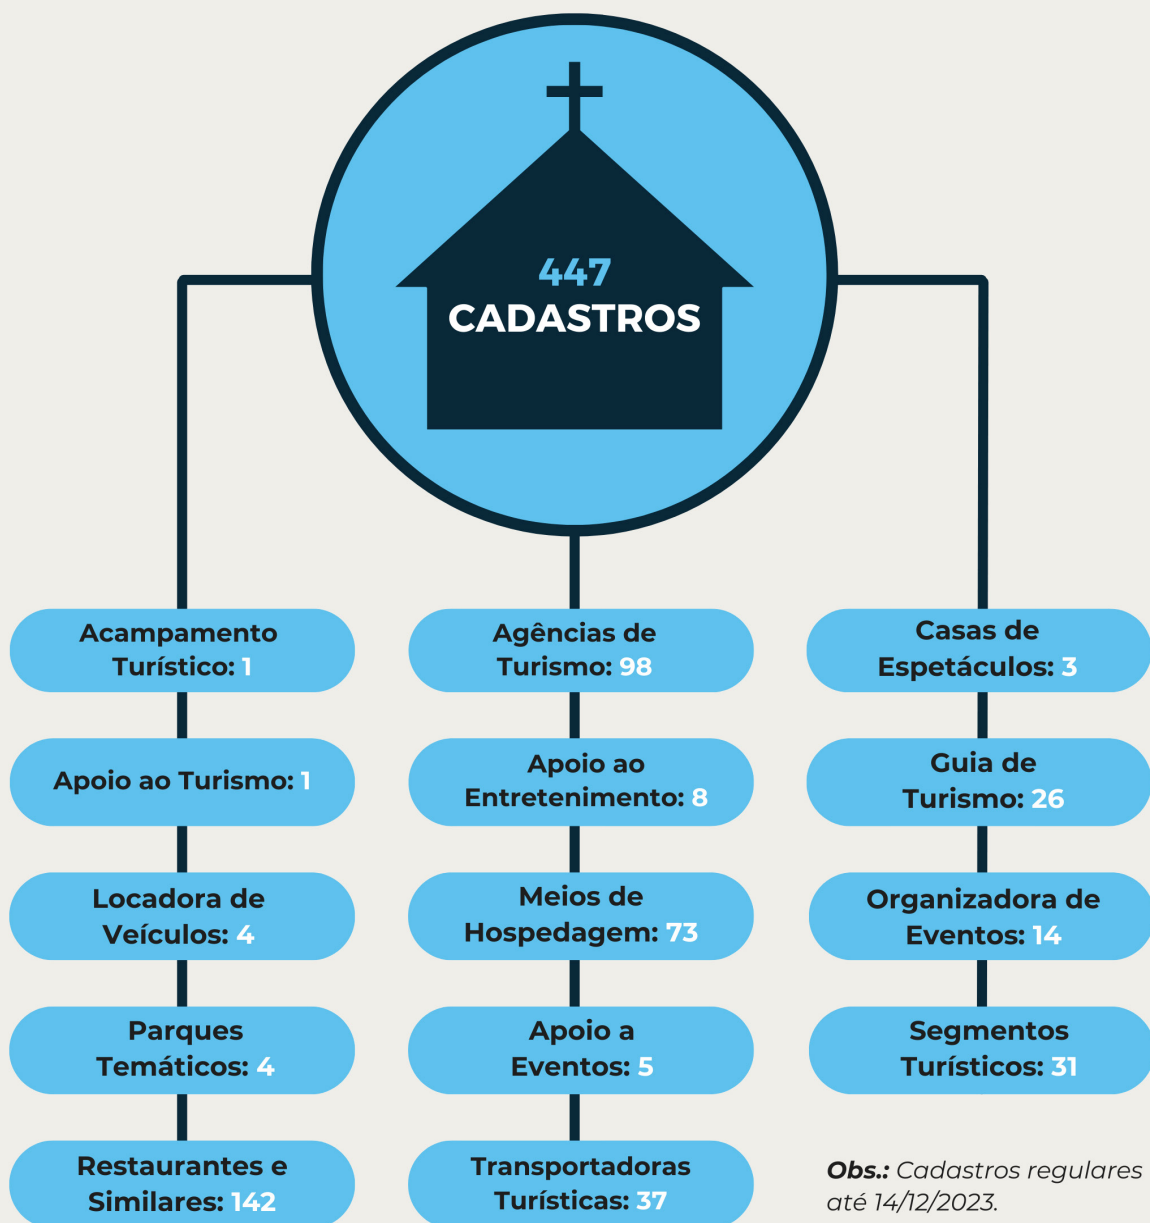 447
CADASTROS
Acampamento
Turístico: 1
Agências de
Turismo: 98
Casas de
Espetáculos: 3
Apoio ao Turismo: 1
Apoio ao
Entretenimento: 8
Guia de
Turismo: 26
Locadora de
Veículos: 4
Meios de
Hospedagem: 73
Organizadora de
Eventos: 14
Parques
Temáticos: 4
Apoio a
Eventos: 5
Segmentos
Turísticos: 31
Restaurantes e
Similares: 142
Transportadoras
Turísticas: 37
Obs.: Cadastros regulares
até 14/12/2023.